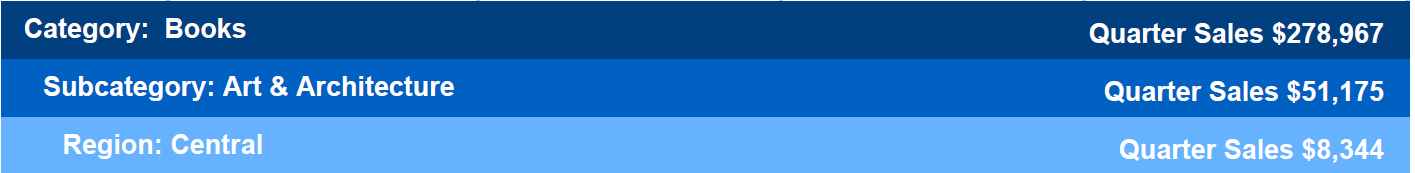 Category:  Books Quarter Sales $278,967
Subcategory: Art & Architecture Quarter Sales $51,175
Region: Central Quarter Sales $8,344